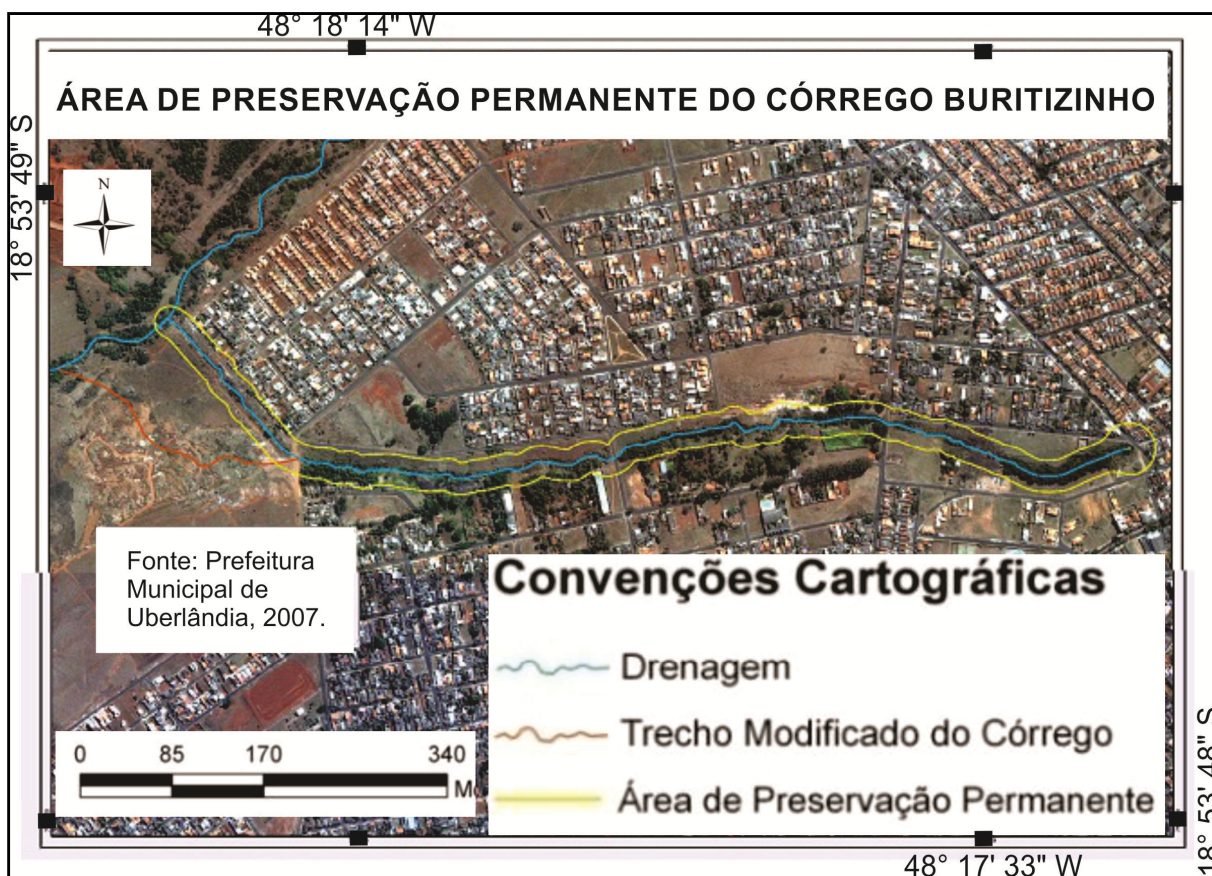 48° 18' 14" W
ÁREA DE PRESERVAÇÃO PERMANENTE DO CÓRREGO BURITIZINHO
18° 53' 49" S
N
Fonte: Prefeitura
Municipal de
Uberlândia, 2007.
Convenções Cartográficas
Drenagem
Trecho Modificado do Córrego
Área de Preservação Permanente
0 85 170 340
18° 53' 48" S
48° 17' 33" W